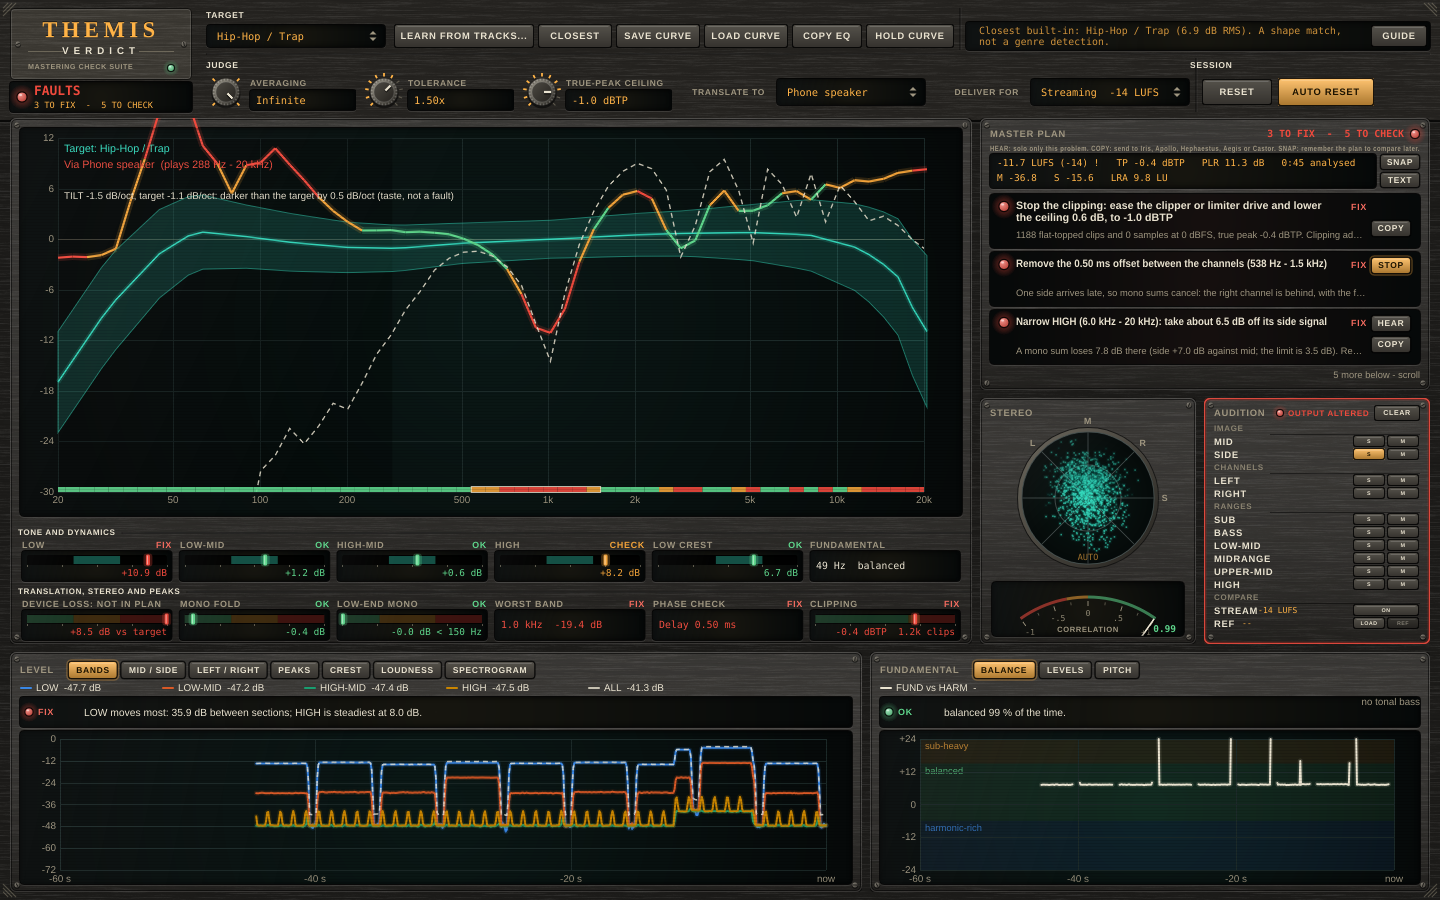 THEMIS
VERDICT
MASTERING CHECK SUITE
TARGET
Hip-Hop / Trap
LEARN FROM TRACKS...
CLOSEST
SAVE CURVE
LOAD CURVE
COPY EQ
HOLD CURVE
Closest built-in: Hip-Hop / Trap (6.9 dB RMS). A shape match,
not a genre detection.
GUIDE
FAULTS
3 TO FIX - 5 TO CHECK
JUDGE
AVERAGING
Infinite
TOLERANCE
1.50x
TRUE-PEAK CEILING
-1.0 dBTP
TRANSLATE TO
Phone speaker
DELIVER FOR
Streaming -14 LUFS
SESSION
RESET
AUTO RESET
Target: Hip-Hop / Trap
Via Phone speaker (plays 288 Hz - 20 kHz)
TILT -1.5 dB/oct, target -1.1 dB/oct: darker than the target by 0.5 dB/oct (taste, not a fault)
12
6
0
-6
-12
-18
-24
-30
20 50 100 200 500 1k 2k 5k 10k 20k
MASTER PLAN
3 TO FIX - 5 TO CHECK
HEAR: solo only this problem. COPY: send to Iris, Apollo, Hephaestus, Aegis or Castor. SNAP: remember the plan to compare later.
-11.7 LUFS (-14) ! TP -0.4 dBTP PLR 11.3 dB 0:45 analysed
M -36.8 S -15.6 LRA 9.8 LU
SNAP
TEXT
Stop the clipping: ease the clipper or limiter drive and lower
the ceiling 0.6 dB, to -1.0 dBTP
FIX
COPY
1188 flat-topped clips and 0 samples at 0 dBFS, true peak -0.4 dBTP. Clipping ad...
Remove the 0.50 ms offset between the channels (538 Hz - 1.5 kHz)
FIX
STOP
One side arrives late, so mono sums cancel: the right channel is behind, with the f...
Narrow HIGH (6.0 kHz - 20 kHz): take about 6.5 dB off its side signal
FIX
HEAR
COPY
A mono sum loses 7.8 dB there (side +7.0 dB against mid; the limit is 3.5 dB). Re...
5 more below - scroll
STEREO
M
L
R
S
AUTO
-1 -.5 0 .5
CORRELATION
0.99
AUDITION
OUTPUT ALTERED
CLEAR
IMAGE
MID S M
SIDE S M
CHANNELS
LEFT S M
RIGHT S M
RANGES
SUB S M
BASS S M
LOW-MID S M
MIDRANGE S M
UPPER-MID S M
HIGH S M
COMPARE
STREAM -14 LUFS ON
REF -- LOAD REF
TONE AND DYNAMICS
LOW FIX
+10.9 dB
LOW-MID OK
+1.2 dB
HIGH-MID OK
+0.6 dB
HIGH CHECK
+8.2 dB
LOW CREST OK
6.7 dB
FUNDAMENTAL
49 Hz balanced
TRANSLATION, STEREO AND PEAKS
DEVICE LOSS: NOT IN PLAN
+8.5 dB vs target
MONO FOLD OK
-0.4 dB
LOW-END MONO OK
-0.0 dB < 150 Hz
WORST BAND FIX
1.0 kHz -19.4 dB
PHASE CHECK FIX
Delay 0.50 ms
CLIPPING FIX
-0.4 dBTP 1.2k clips
LEVEL
BANDS
MID / SIDE
LEFT / RIGHT
PEAKS
CREST
LOUDNESS
SPECTROGRAM
LOW -47.7 dB
LOW-MID -47.2 dB
HIGH-MID -47.4 dB
HIGH -47.5 dB
ALL -41.3 dB
FIX
LOW moves most: 35.9 dB between sections; HIGH is steadiest at 8.0 dB.
0
-12
-24
-36
-48
-60
-72
-60 s -40 s -20 s now
FUNDAMENTAL
BALANCE
LEVELS
PITCH
FUND vs HARM -
no tonal bass
OK
balanced 99 % of the time.
+24
+12
0
-12
-24
sub-heavy
balanced
harmonic-rich
-60 s -40 s -20 s now